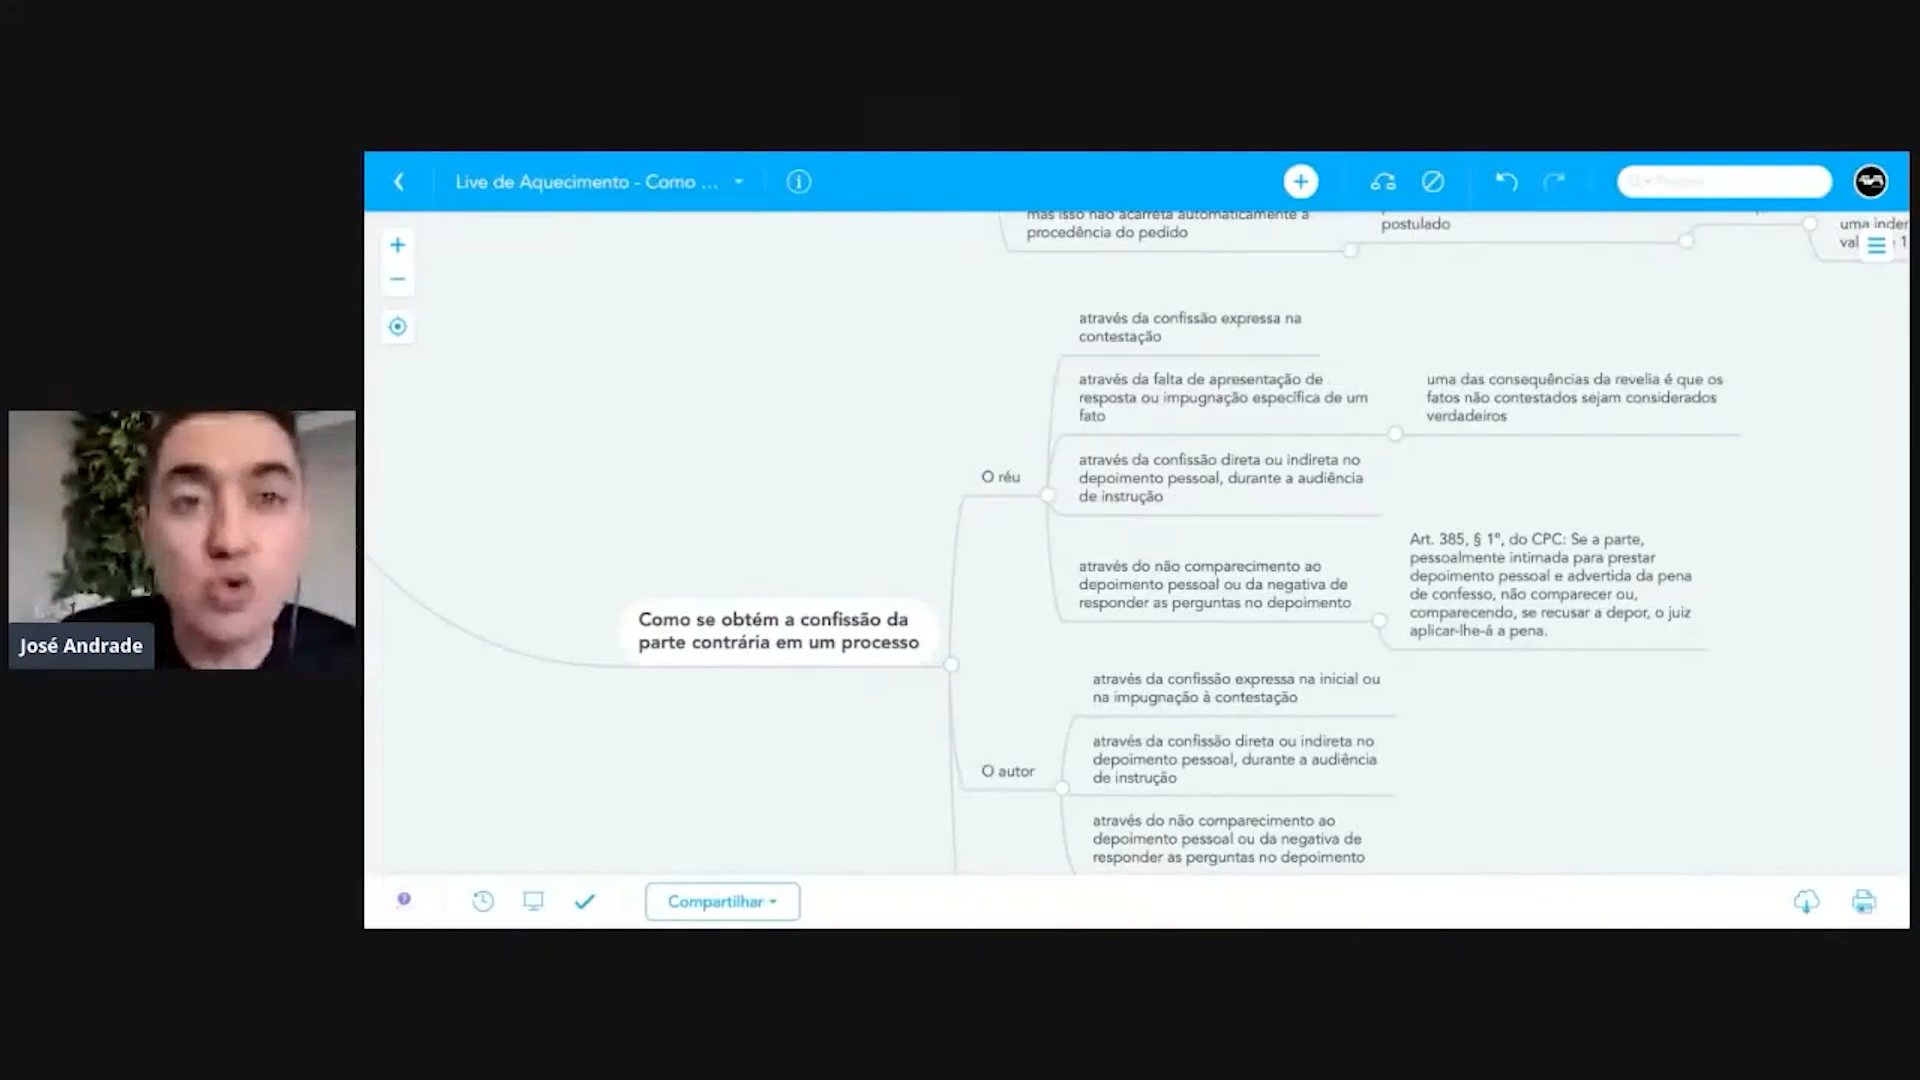 Live de Aquecimento - Como ...
mas isso não acarreta automaticamente a
procedência do pedido
postulado
uma inder
val
1
através da confissão expressa na
contestação
através da falta de apresentação de
resposta ou impugnação específica de um
fato
uma das consequências da revelia é que os
fatos não contestados sejam considerados
verdadeiros
O réu
através da confissão direta ou indireta no
depoimento pessoal, durante a audiência
de instrução
através do não comparecimento ao
depoimento pessoal ou da negativa de
responder as perguntas no depoimento
Art. 385, § 1º, do CPC: Se a parte,
pessoalmente intimada para prestar
depoimento pessoal e advertida da pena
de confesso, não comparecer ou,
comparecendo, se recusar a depor, o juiz
aplicar-lhe-á a pena.
Como se obtém a confissão da
parte contrária em um processo
José Andrade
através da confissão expressa na inicial ou
na impugnação à contestação
O autor
através da confissão direta ou indireta no
depoimento pessoal, durante a audiência
de instrução
através do não comparecimento ao
depoimento pessoal ou da negativa de
responder as perguntas no depoimento
Compartilhar